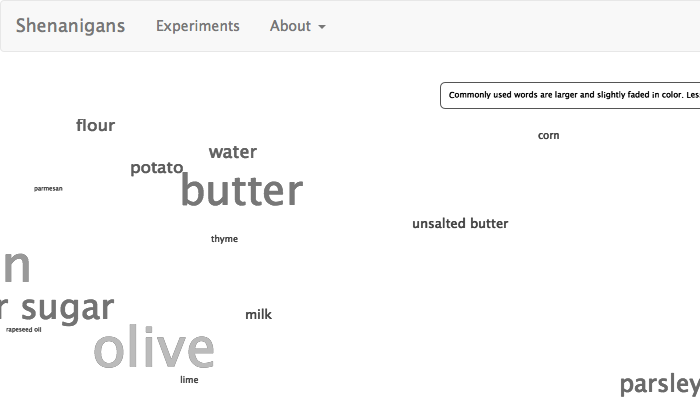 Shenanigans Experiments About
Commonly used words are larger and slightly faded in color. Les
flour
corn
water
potato
butter
parmesan
unsalted butter
thyme
n
r sugar
milk
rapeseed oil
olive
lime
parsley